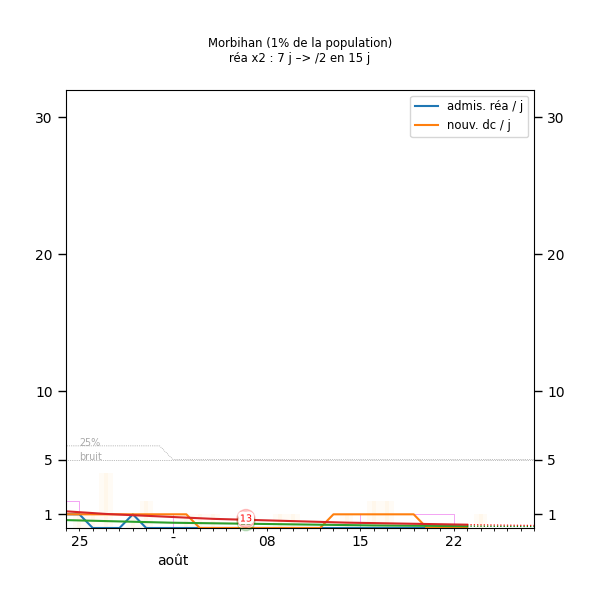 Morbihan (1% de la population)
réa x2 : 7 j –> /2 en 15 j
admis. réa / j
nouv. dc / j
30
30
20
20
10
10
25%
bruit
5
5
13
1
1
25
-
08
15
22
août